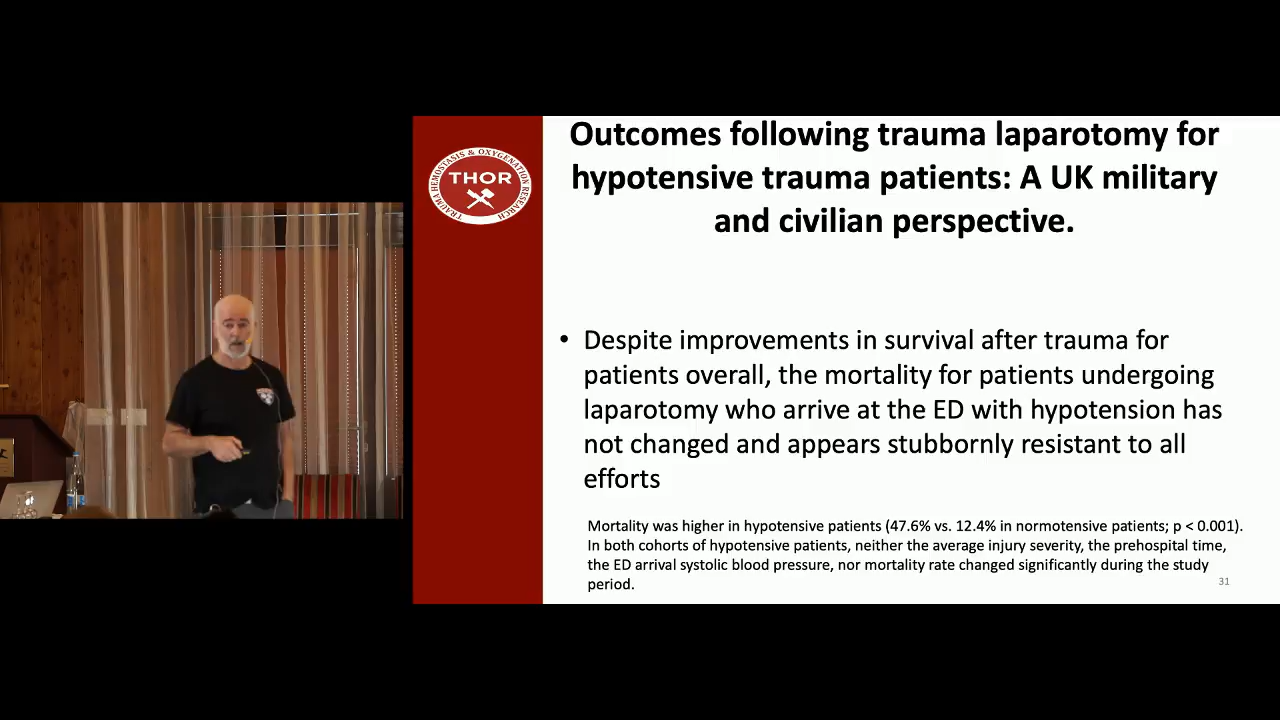 Outcomes following trauma laparotomy for
hypotensive trauma patients: A UK military
and civilian perspective.
TRAUMA HEMOSTASIS & OXYGENATION RESEARCH
THOR
• Despite improvements in survival after trauma for
patients overall, the mortality for patients undergoing
laparotomy who arrive at the ED with hypotension has
not changed and appears stubbornly resistant to all
efforts
Mortality was higher in hypotensive patients (47.6% vs. 12.4% in normotensive patients; p < 0.001).
In both cohorts of hypotensive patients, neither the average injury severity, the prehospital time,
the ED arrival systolic blood pressure, nor mortality rate changed significantly during the study
period.
31